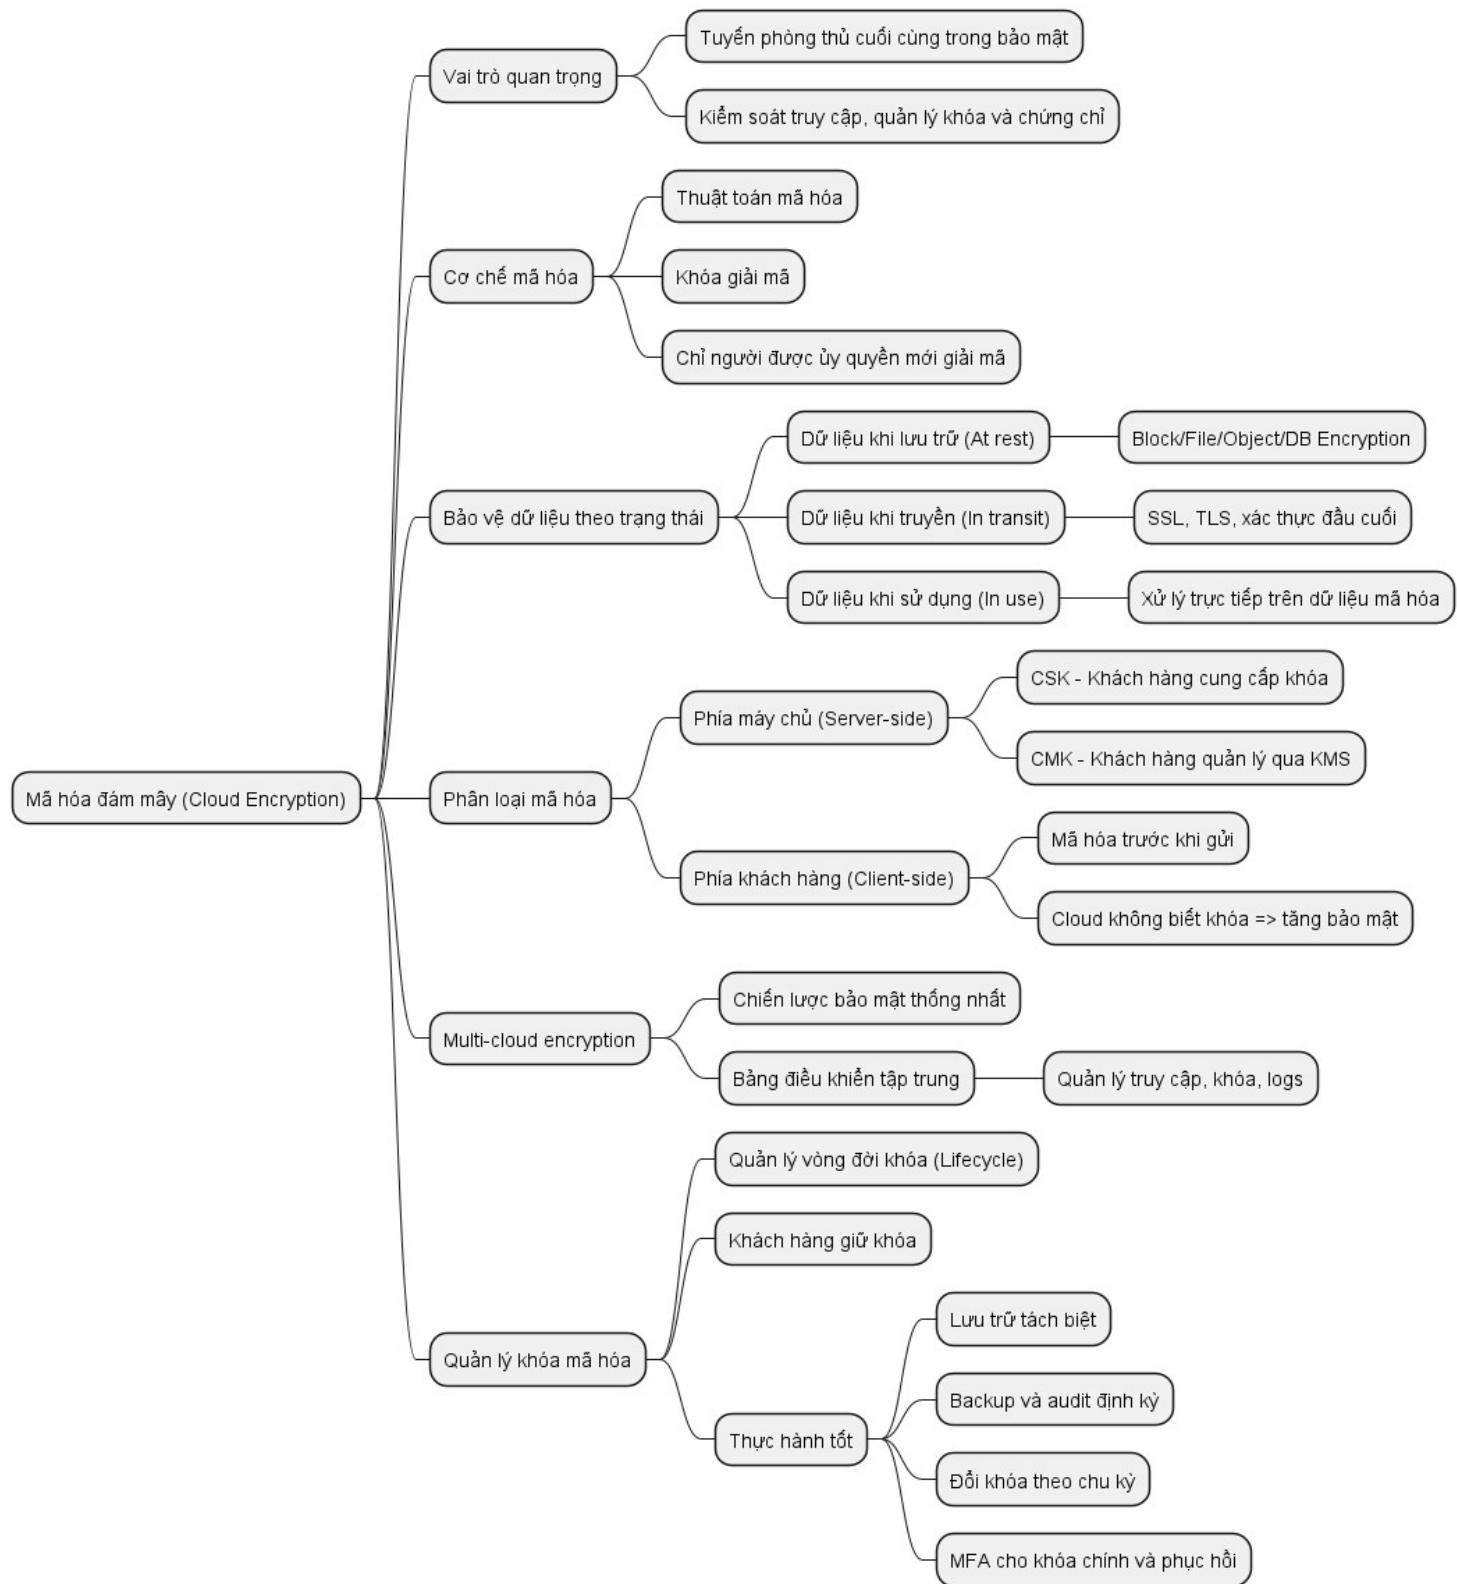 Tuyến phòng thủ cuối cùng trong bảo mật
Vai trò quan trọng
Kiểm soát truy cập, quản lý khóa và chứng chỉ
Thuật toán mã hóa
Cơ chế mã hóa
Khóa giải mã
Chỉ người được ủy quyền mới giải mã
Dữ liệu khi lưu trữ (At rest)
Block/File/Object/DB Encryption
Bảo vệ dữ liệu theo trạng thái
Dữ liệu khi truyền (In transit)
SSL, TLS, xác thực đầu cuối
Dữ liệu khi sử dụng (In use)
Xử lý trực tiếp trên dữ liệu mã hóa
CSK - Khách hàng cung cấp khóa
Phía máy chủ (Server-side)
CMK - Khách hàng quản lý qua KMS
Mã hóa đám mây (Cloud Encryption)
Phân loại mã hóa
Mã hóa trước khi gửi
Phía khách hàng (Client-side)
Cloud không biết khóa => tăng bảo mật
Chiến lược bảo mật thống nhất
Multi-cloud encryption
Bảng điều khiển tập trung
Quản lý truy cập, khóa, logs
Quản lý vòng đời khóa (Lifecycle)
Khách hàng giữ khóa
Quản lý khóa mã hóa
Lưu trữ tách biệt
Backup và audit định kỳ
Thực hành tốt
Đổi khóa theo chu kỳ
MFA cho khóa chính và phục hồi